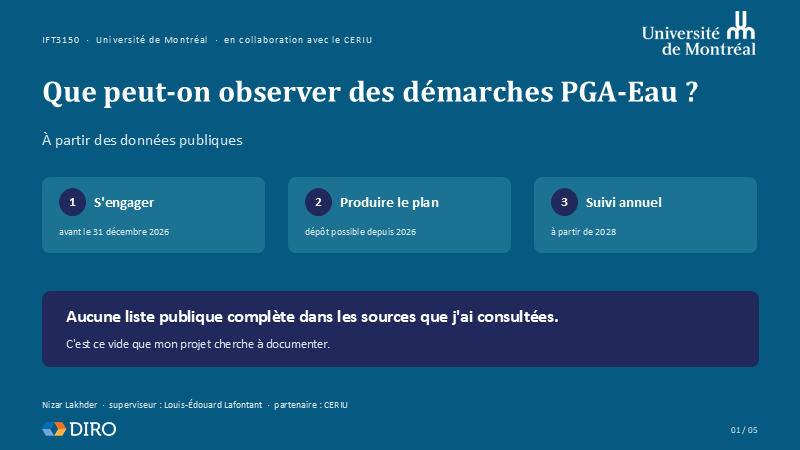 IFT3150 · Université de Montréal · en collaboration avec le CERIU
Université
de Montréal
Que peut-on observer des démarches PGA-Eau ?
À partir des données publiques
1 S'engager
avant le 31 décembre 2026
2 Produire le plan
dépôt possible depuis 2026
3 Suivi annuel
à partir de 2028
Aucune liste publique complète dans les sources que j'ai consultées.
C'est ce vide que mon projet cherche à documenter.
Nizar Lakhder · superviseur : Louis-Édouard Lafontant · partenaire : CERIU
DIRO
01 / 05